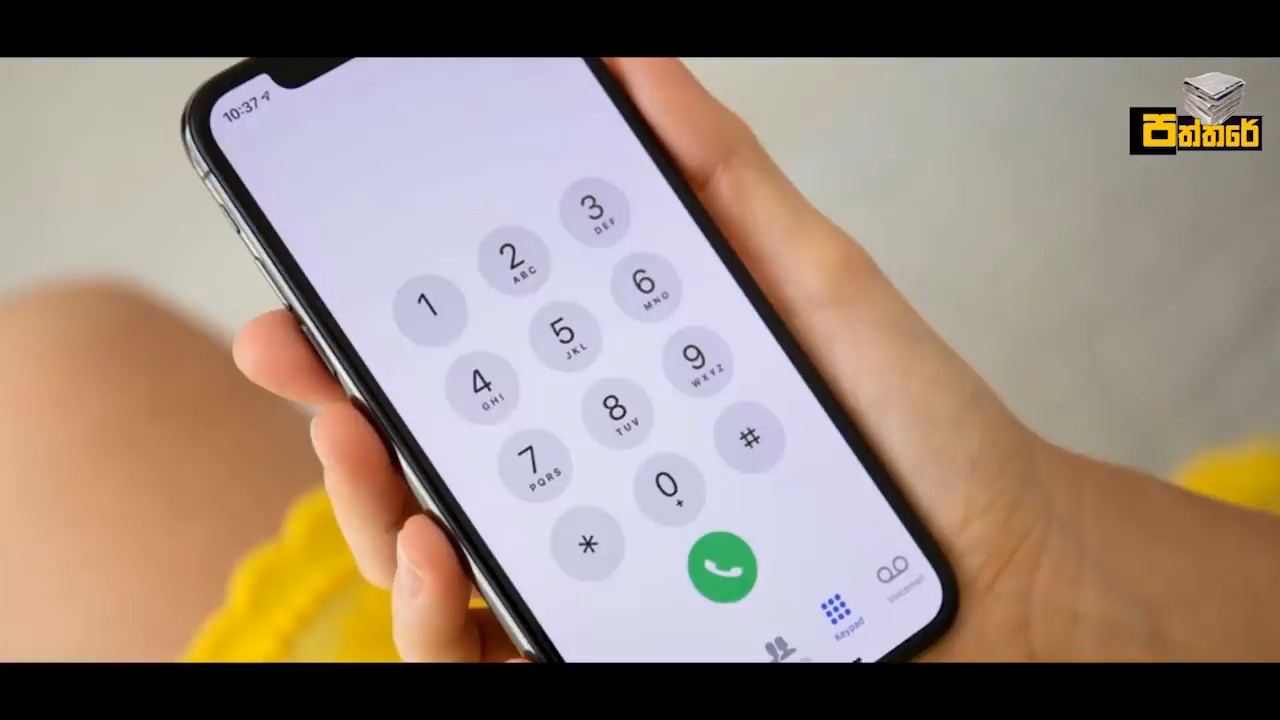 10:37
පත්තරේ
1
2
ABC
3
DEF
4
GHI
5
JKL
6
MNO
7
PQRS
8
TUV
9
WXYZ
*
0
+
#
Keypad
Voicemail